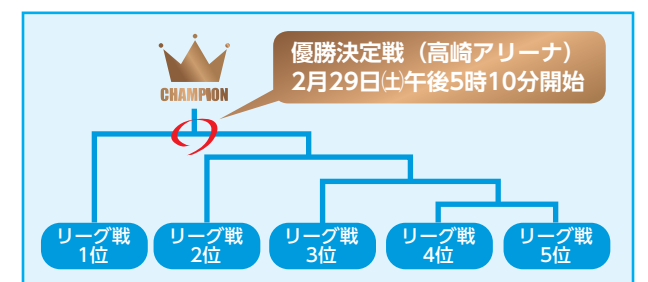 優勝決定戦（高崎アリーナ）
2月29日㈯午後5時10分開始
CHAMPION
リーグ戦
1位
リーグ戦
2位
リーグ戦
3位
リーグ戦
4位
リーグ戦
5位